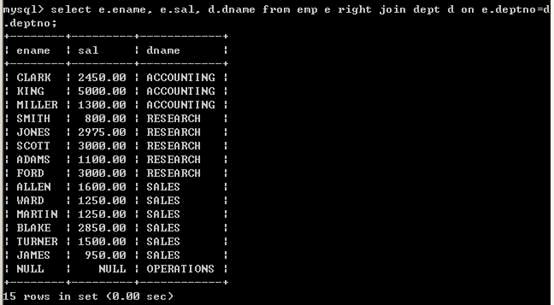 mysql> select e.ename, e.sal, d.dname from emp e right join dept d on e.deptno=d
.deptno;
+--------+---------+------------+
| ename  | sal     | dname      |
+--------+---------+------------+
| CLARK  | 2450.00 | ACCOUNTING |
| KING   | 5000.00 | ACCOUNTING |
| MILLER | 1300.00 | ACCOUNTING |
| SMITH  |  800.00 | RESEARCH   |
| JONES  | 2975.00 | RESEARCH   |
| SCOTT  | 3000.00 | RESEARCH   |
| ADAMS  | 1100.00 | RESEARCH   |
| FORD   | 3000.00 | RESEARCH   |
| ALLEN  | 1600.00 | SALES      |
| WARD   | 1250.00 | SALES      |
| MARTIN | 1250.00 | SALES      |
| BLAKE  | 2850.00 | SALES      |
| TURNER | 1500.00 | SALES      |
| JAMES  |  950.00 | SALES      |
| NULL   |    NULL | OPERATIONS |
+--------+---------+------------+
15 rows in set (0.00 sec)